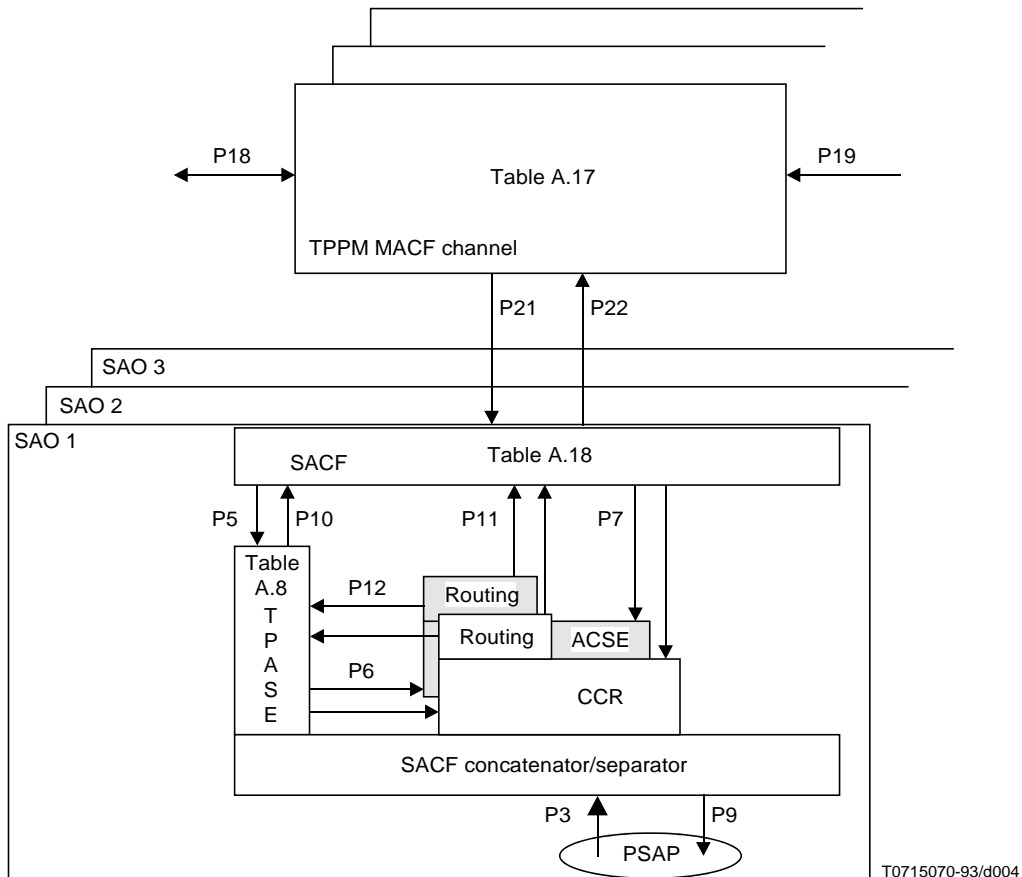 P18
P19
Table A.17
TPPM MACF channel
P21
P22
SAO 3
SAO 2
SAO 1
SACF
Table A.18
P5
P10
P11
P7
Table
A.8
T
P
A
S
E
P12
Routing
Routing
ACSE
P6
CCR
SACF concatenator/separator
P3
P9
PSAP
T0715070-93/d004